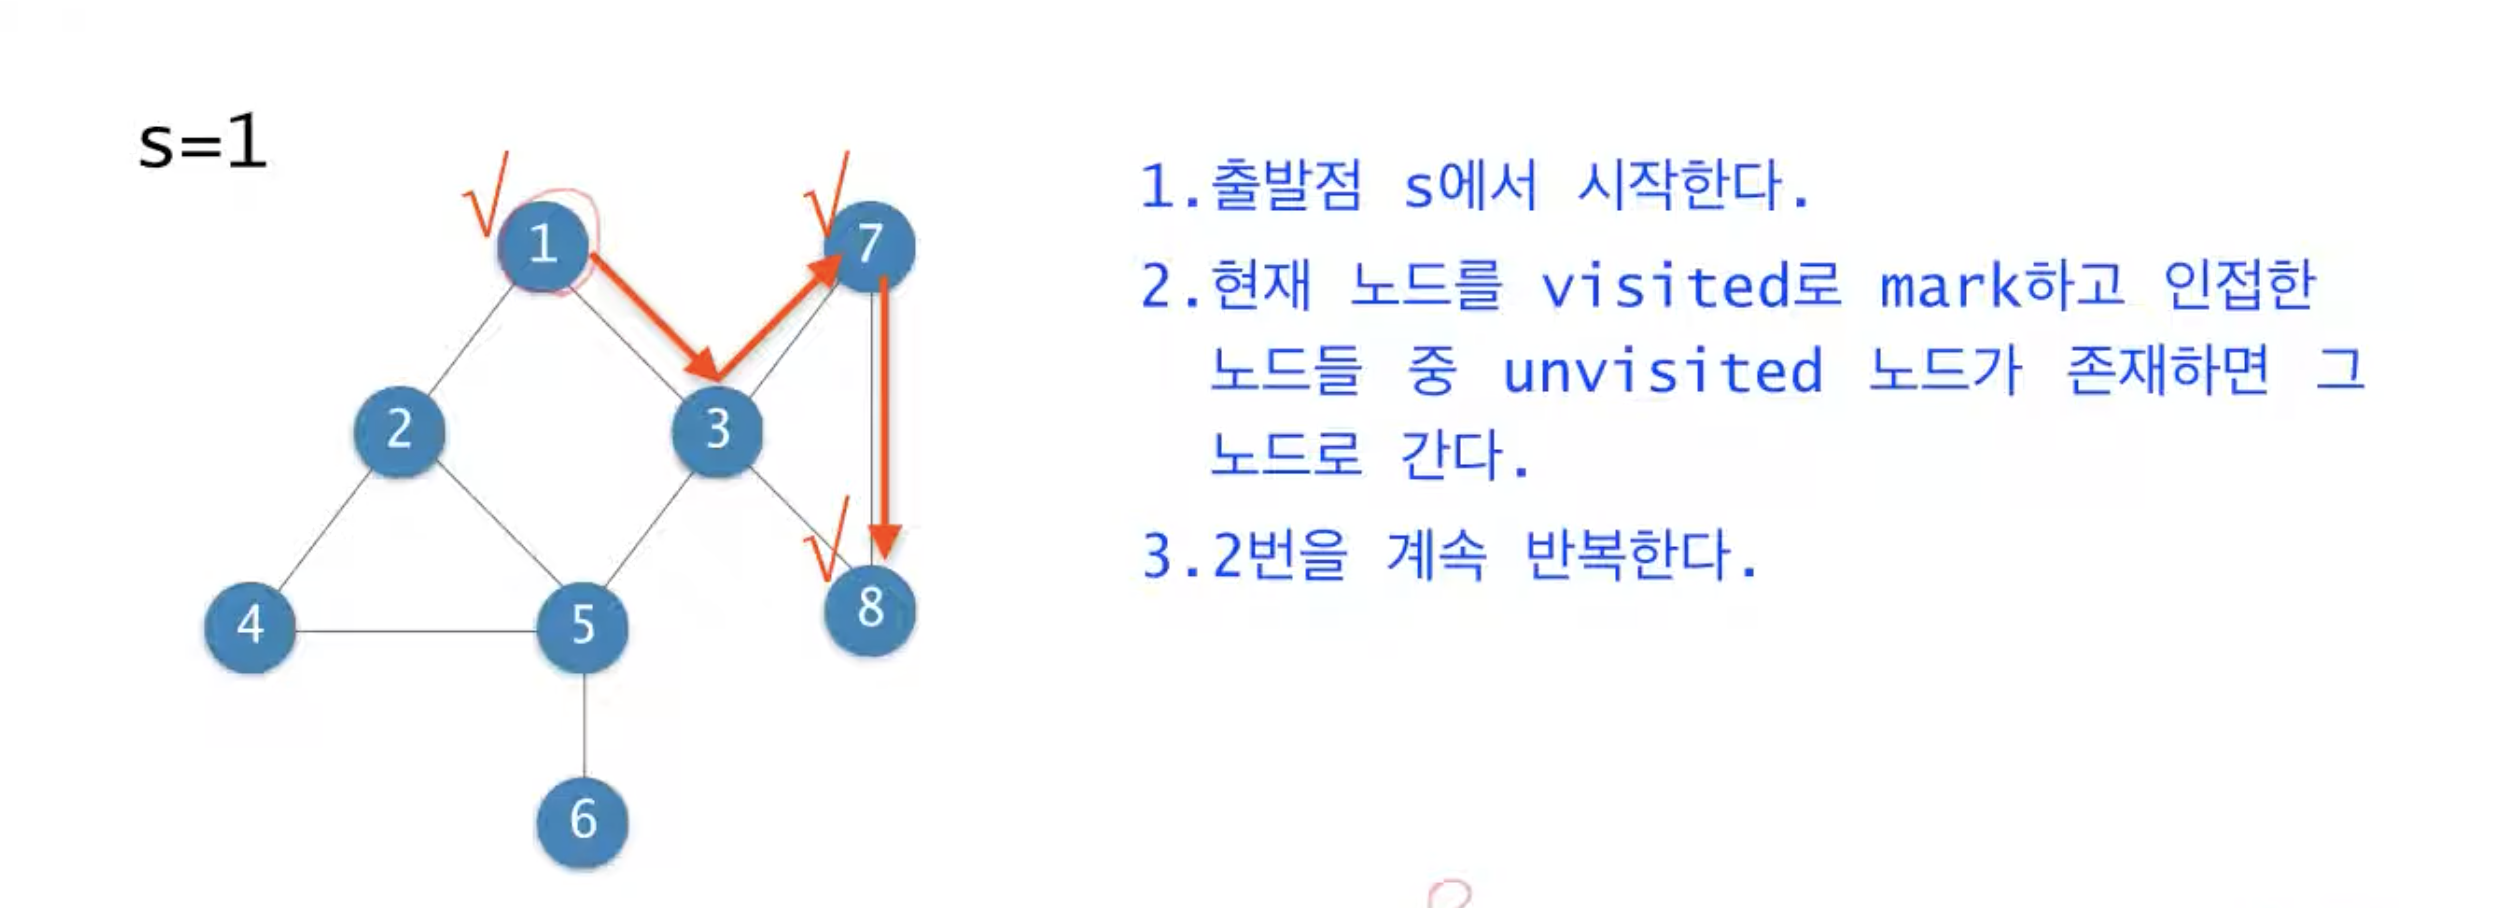 s=1
√ √
1 7
2 3
√
4 5 8
6
1.출발점 s에서 시작한다.
2.현재 노드를 visited로 mark하고 인접한
노드들 중 unvisited 노드가 존재하면 그
노드로 간다.
3.2번을 계속 반복한다.